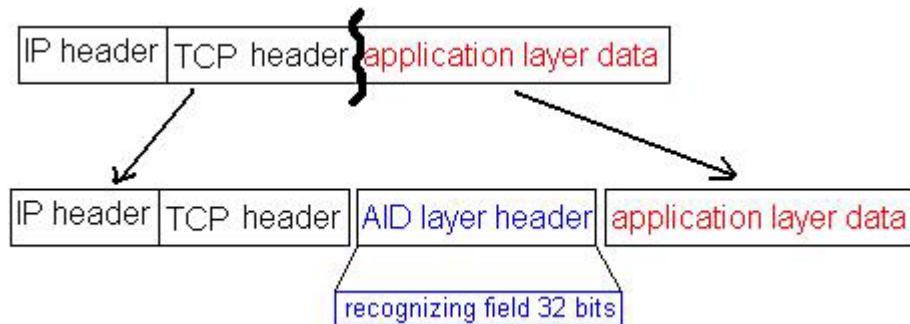 IP header TCP header application layer data
IP header TCP header AID layer header application layer data
recognizing field 32 bits